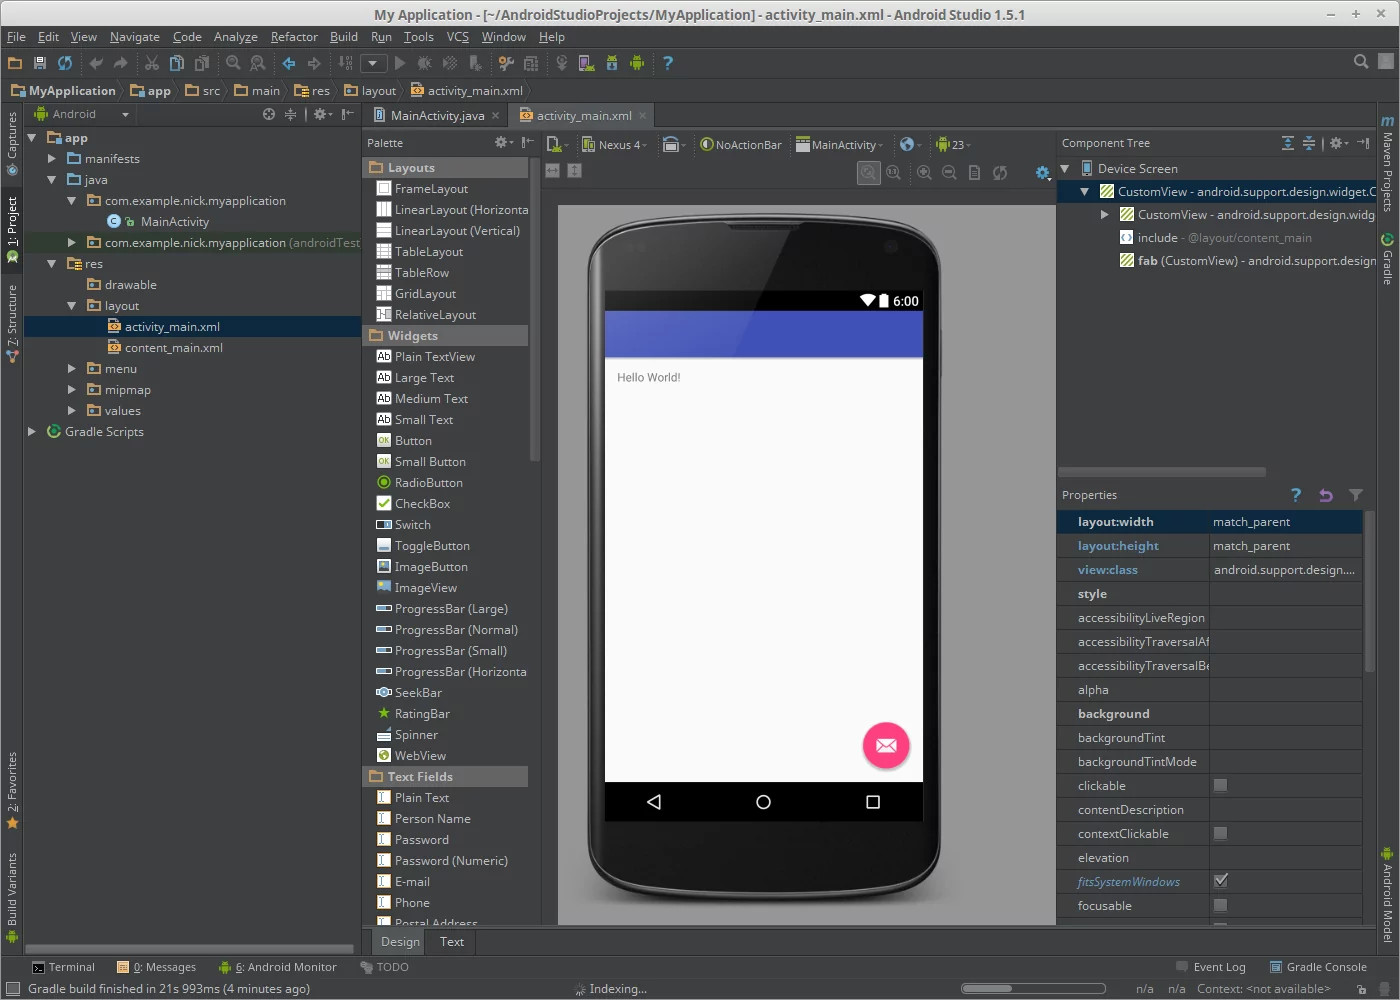 My Application - [~/AndroidStudioProjects/MyApplication] - activity_main.xml - Android Studio 1.5.1
File Edit View Navigate Code Analyze Refactor Build Run Tools VCS Window Help
MyApplication app src main res layout activity_main.xml
Captures
1: Project
7: Structure
2: Favorites
Build Variants
Android
app
manifests
java
com.example.nick.myapplication
MainActivity
com.example.nick.myapplication (androidTest
res
drawable
layout
activity_main.xml
content_main.xml
menu
mipmap
values
Gradle Scripts
MainActivity.java
activity_main.xml
Palette
Layouts
FrameLayout
LinearLayout (Horizonta
LinearLayout (Vertical)
TableLayout
TableRow
GridLayout
RelativeLayout
Widgets
Plain TextView
Large Text
Medium Text
Small Text
Button
Small Button
RadioButton
CheckBox
Switch
ToggleButton
ImageButton
ImageView
ProgressBar (Large)
ProgressBar (Normal)
ProgressBar (Small)
ProgressBar (Horizonta
SeekBar
RatingBar
Spinner
WebView
Text Fields
Plain Text
Person Name
Password
Password (Numeric)
E-mail
Phone
Postal Address
Design Text
Nexus 4 NoActionBar MainActivity 23
6:00
Hello World!
Component Tree
Device Screen
CustomView - android.support.design.widget.C
CustomView - android.support.design.widg
include - @layout/content_main
fab (CustomView) - android.support.design
Properties
layout:width match_parent
layout:height match_parent
view:class android.support.design....
style
accessibilityLiveRegion
accessibilityTraversalAf
accessibilityTraversalBe
alpha
background
backgroundTint
backgroundTintMode
clickable
contentDescription
contextClickable
elevation
fitsSystemWindows
focusable
Maven Projects
Gradle
Android Model
Terminal 0: Messages 6: Android Monitor TODO Event Log Gradle Console
Gradle build finished in 21s 993ms (4 minutes ago) Indexing... n/a n/a Context: <not available>